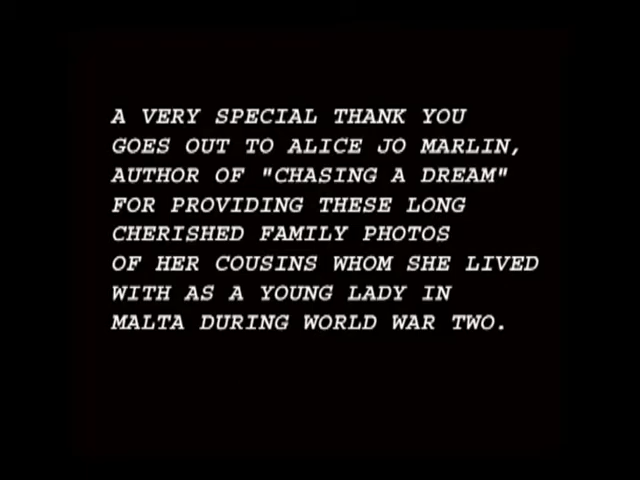 A VERY SPECIAL THANK YOU
GOES OUT TO ALICE JO MARLIN,
AUTHOR OF "CHASING A DREAM"
FOR PROVIDING THESE LONG
CHERISHED FAMILY PHOTOS
OF HER COUSINS WHOM SHE LIVED
WITH AS A YOUNG LADY IN
MALTA DURING WORLD WAR TWO.